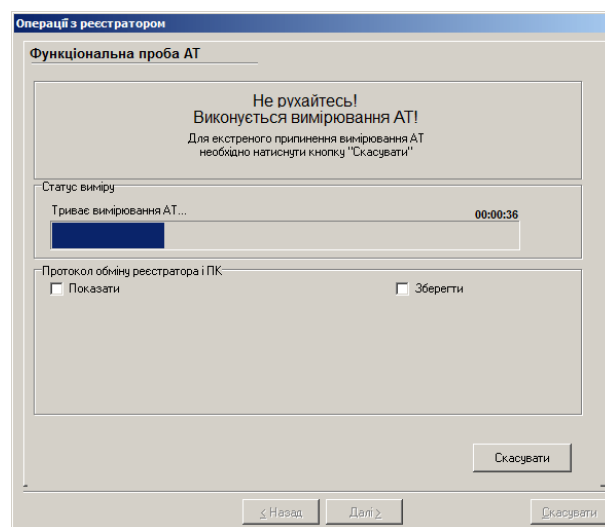 Операції з реєстратором
Функціональна проба АТ
Не рухайтесь!
Виконується вимірювання АТ!
Для екстреного припинення вимірювання АТ
необхідно натиснути кнопку "Скасувати"
Статус виміру
Триває вимірювання АТ...
00:00:36
Протокол обміну реєстратора і ПК
Показати
Зберегти
Скасувати
< Назад
Далі >
Скасувати